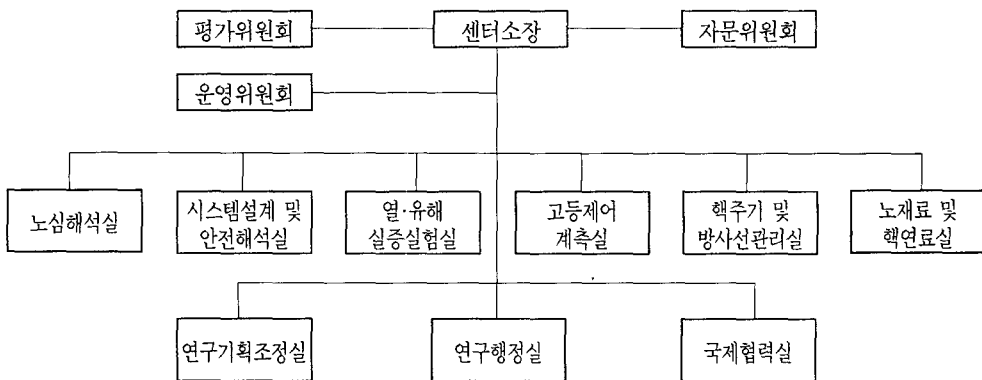 평가위원회
센터소장
자문위원회
운영위원회
노심해석실
시스템설계 및
안전해석실
열·유해
실증실험실
고등제어
계측실
핵주기 및
방사선관리실
노재료 및
핵연료실
연구기획조정실
연구행정실
국제협력실